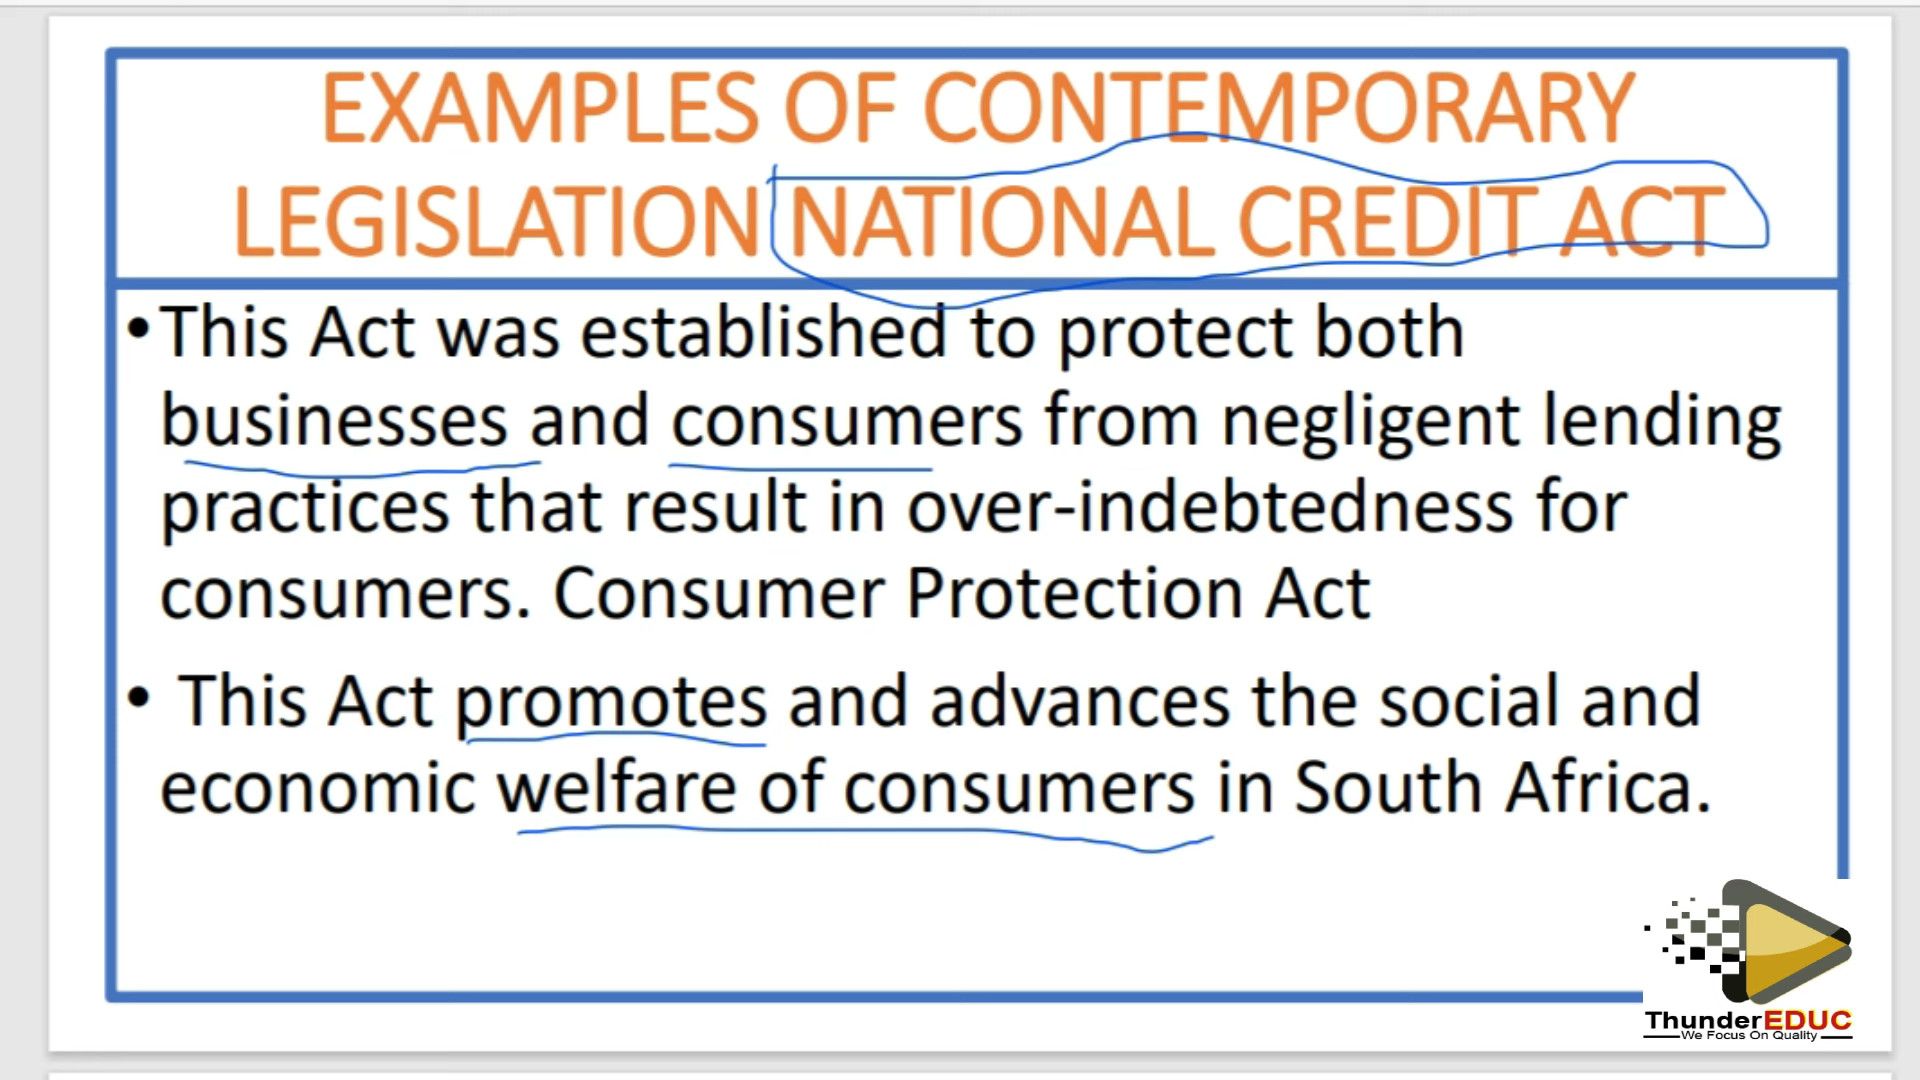 EXAMPLES OF CONTEMPORARY
LEGISLATION NATIONAL CREDIT ACT
•This Act was established to protect both
businesses and consumers from negligent lending
practices that result in over-indebtedness for
consumers. Consumer Protection Act
• This Act promotes and advances the social and
economic welfare of consumers in South Africa.
ThunderEDUC
We Focus On Quality